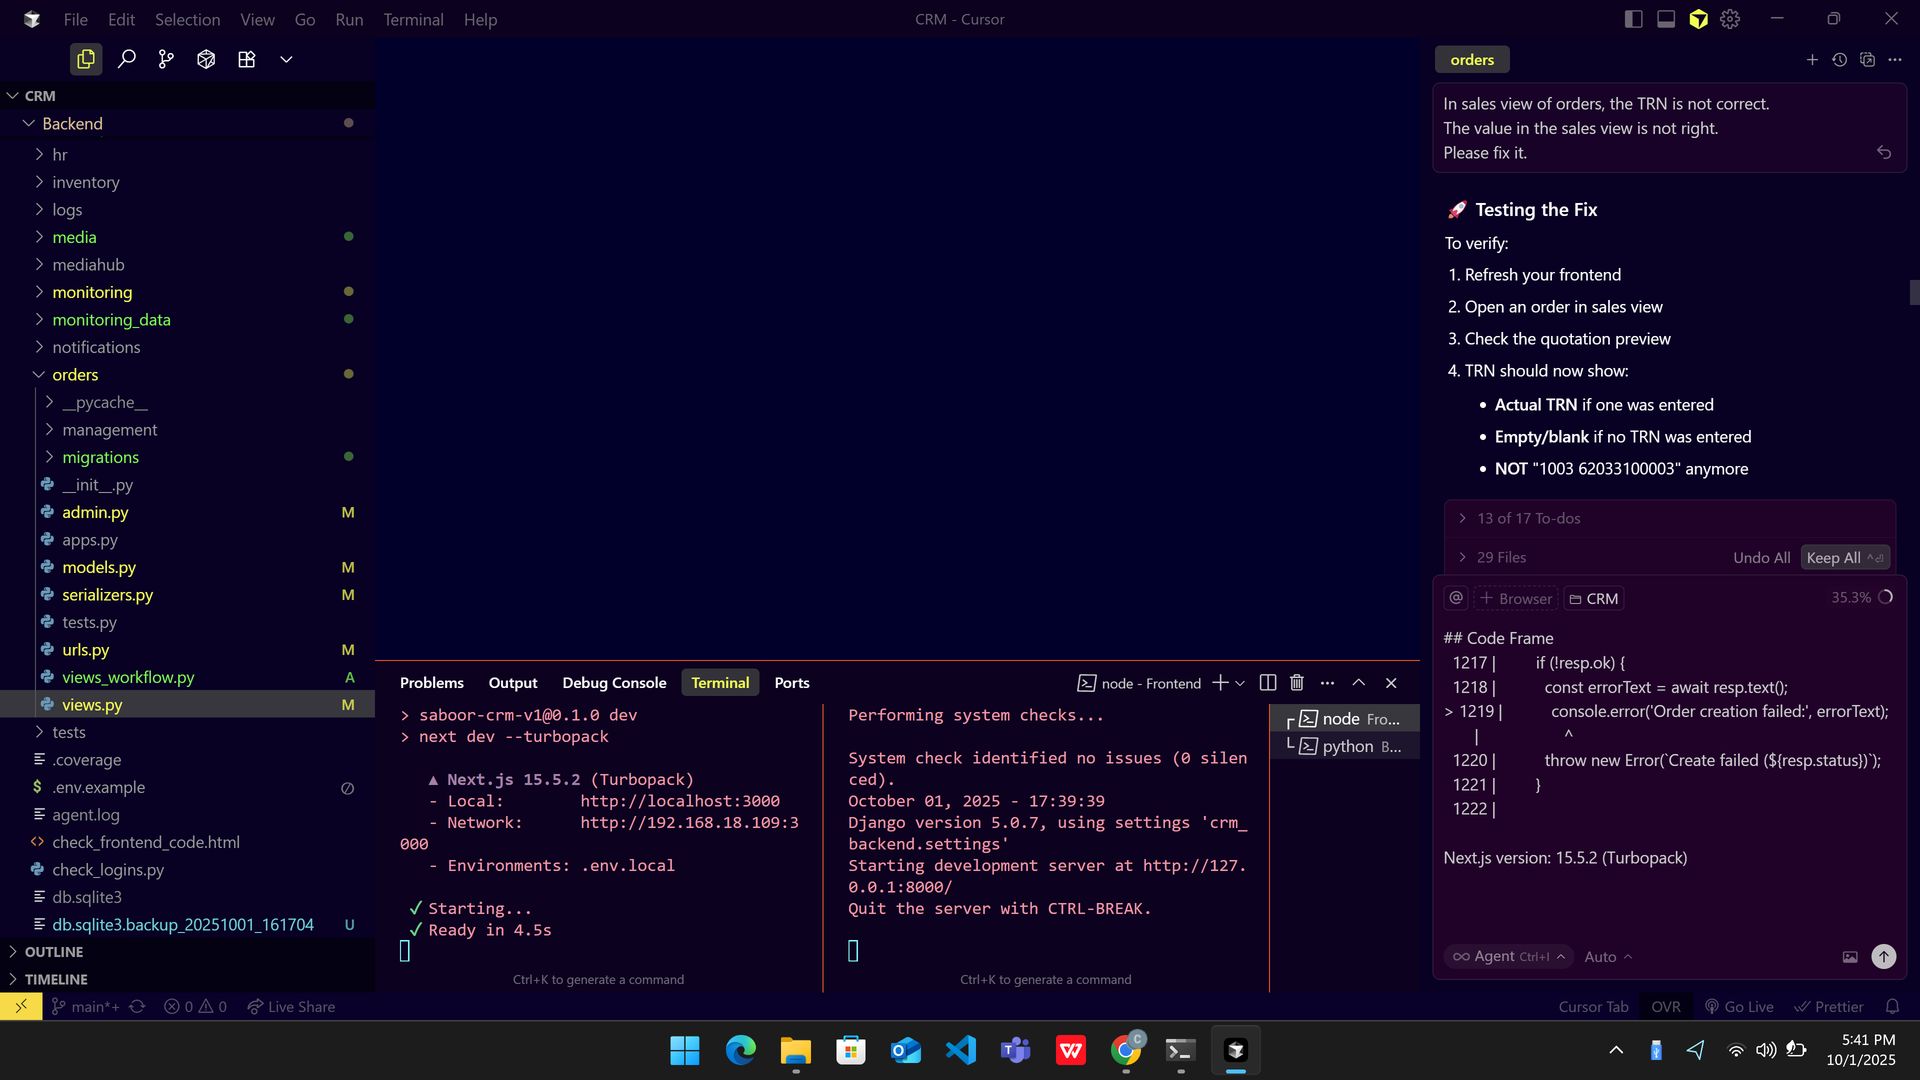 File Edit Selection View Go Run Terminal Help
CRM - Cursor
CRM
Backend
hr
inventory
logs
media
mediahub
monitoring
monitoring_data
notifications
orders
__pycache__
management
migrations
__init__.py
admin.py M
apps.py
models.py M
serializers.py M
tests.py
urls.py M
views_workflow.py A
views.py M
tests
.coverage
.env.example
agent.log
check_frontend_code.html
check_logins.py
db.sqlite3
db.sqlite3.backup_20251001_161704 U
OUTLINE
TIMELINE
Problems Output Debug Console Terminal Ports
node - Frontend
> saboor-crm-v1@0.1.0 dev
> next dev --turbopack
▲ Next.js 15.5.2 (Turbopack)
- Local: http://localhost:3000
- Network: http://192.168.18.109:3
000
- Environments: .env.local
✓ Starting...
✓ Ready in 4.5s
Ctrl+K to generate a command
Performing system checks...
System check identified no issues (0 silen
ced).
October 01, 2025 - 17:39:39
Django version 5.0.7, using settings 'crm_
backend.settings'
Starting development server at http://127.
0.0.1:8000/
Quit the server with CTRL-BREAK.
Ctrl+K to generate a command
node Fro...
python B...
orders
In sales view of orders, the TRN is not correct.
The value in the sales view is not right.
Please fix it.
🚀 Testing the Fix
To verify:
1. Refresh your frontend
2. Open an order in sales view
3. Check the quotation preview
4. TRN should now show:
• Actual TRN if one was entered
• Empty/blank if no TRN was entered
• NOT "1003 62033100003" anymore
13 of 17 To-dos
29 Files Undo All Keep All ^⏎
@ + Browser CRM 35.3%
## Code Frame
1217 | if (!resp.ok) {
1218 | const errorText = await resp.text();
> 1219 | console.error('Order creation failed:', errorText);
| ^
1220 | throw new Error(`Create failed (${resp.status})`);
1221 | }
1222 |
Next.js version: 15.5.2 (Turbopack)
∞ Agent Ctrl+I Auto
main*+ 0 0 Live Share
Cursor Tab OVR Go Live Prettier
5:41 PM
10/1/2025